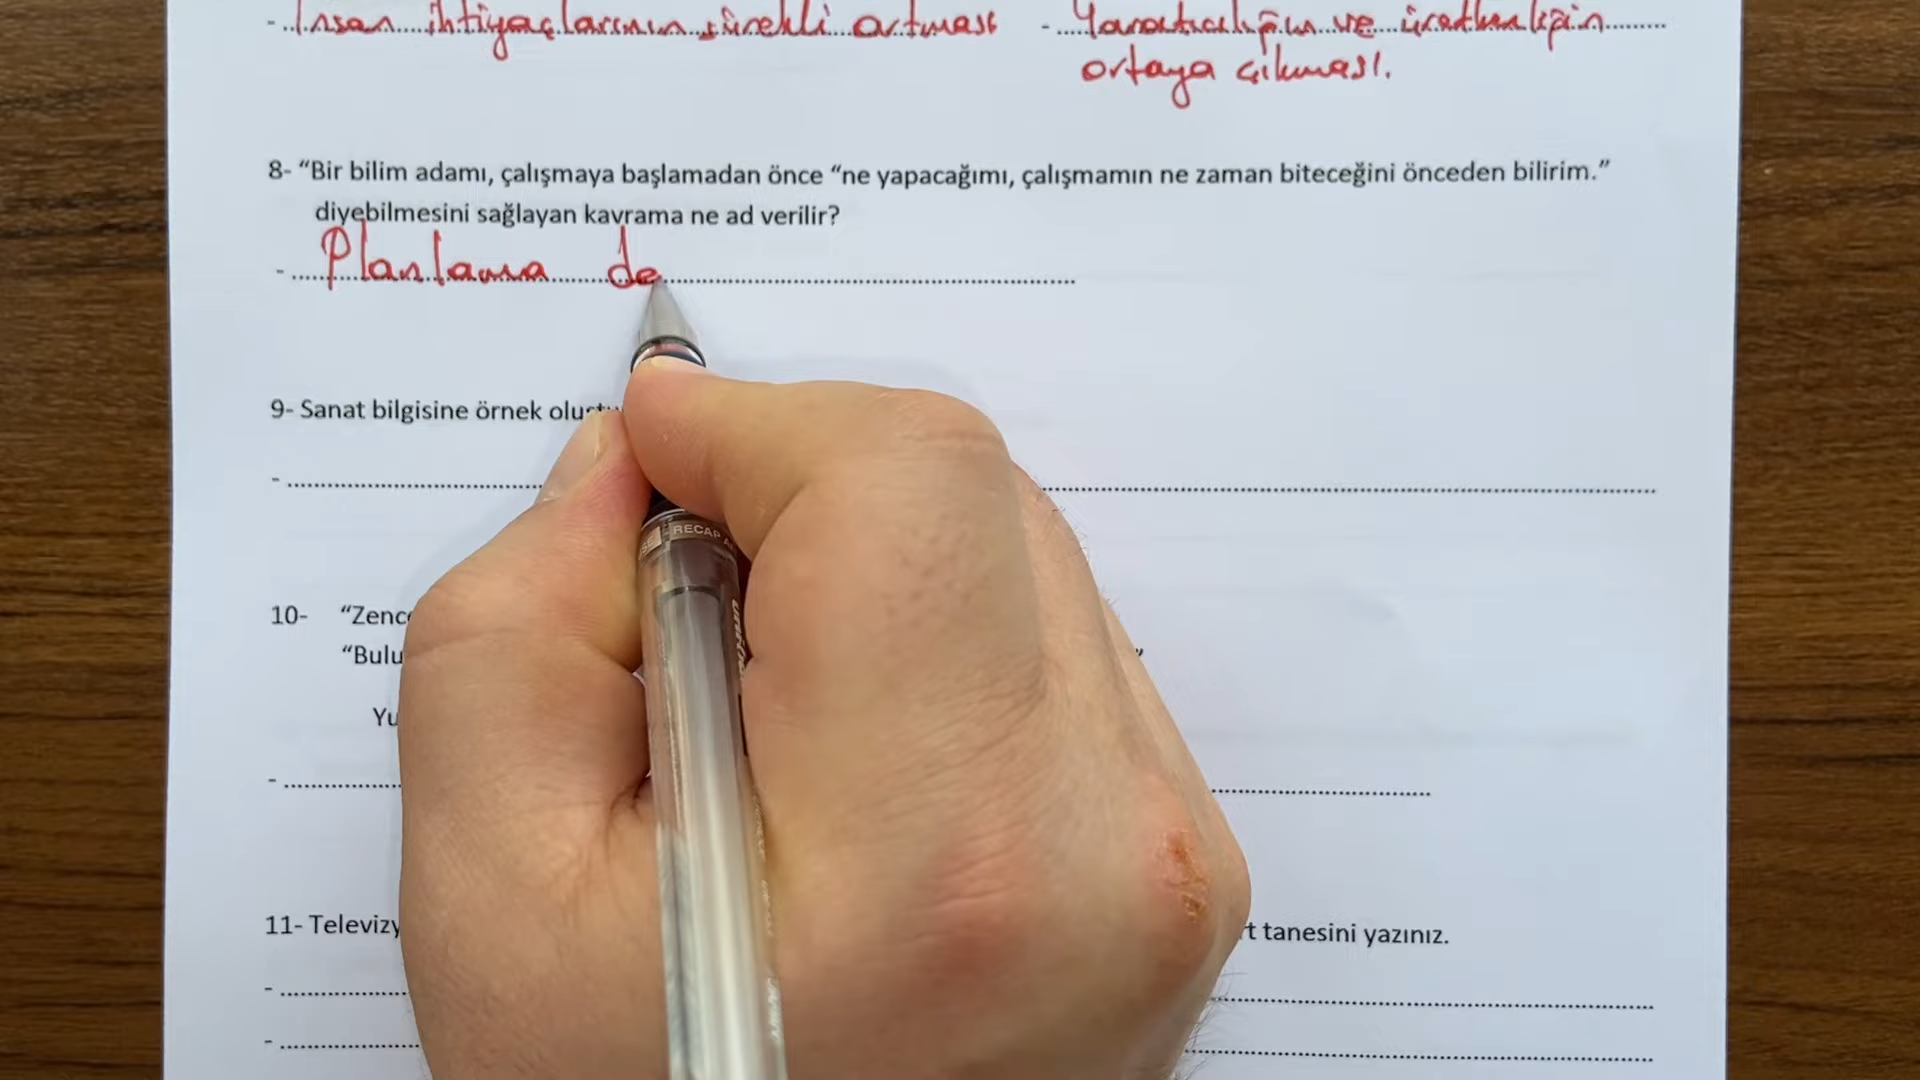 - İnsan ihtiyaçlarının sürekli artması - Yaratıcılığın ve üretkenliğin
ortaya çıkması.
8- “Bir bilim adamı, çalışmaya başlamadan önce “ne yapacağımı, çalışmamın ne zaman biteceğini önceden bilirim.”
diyebilmesini sağlayan kavrama ne ad verilir?
- Planlama de
9- Sanat bilgisine örnek
10- “Zence
“Bulu ”
Yu
11- Televizy rt tanesini yazınız.
RECAP